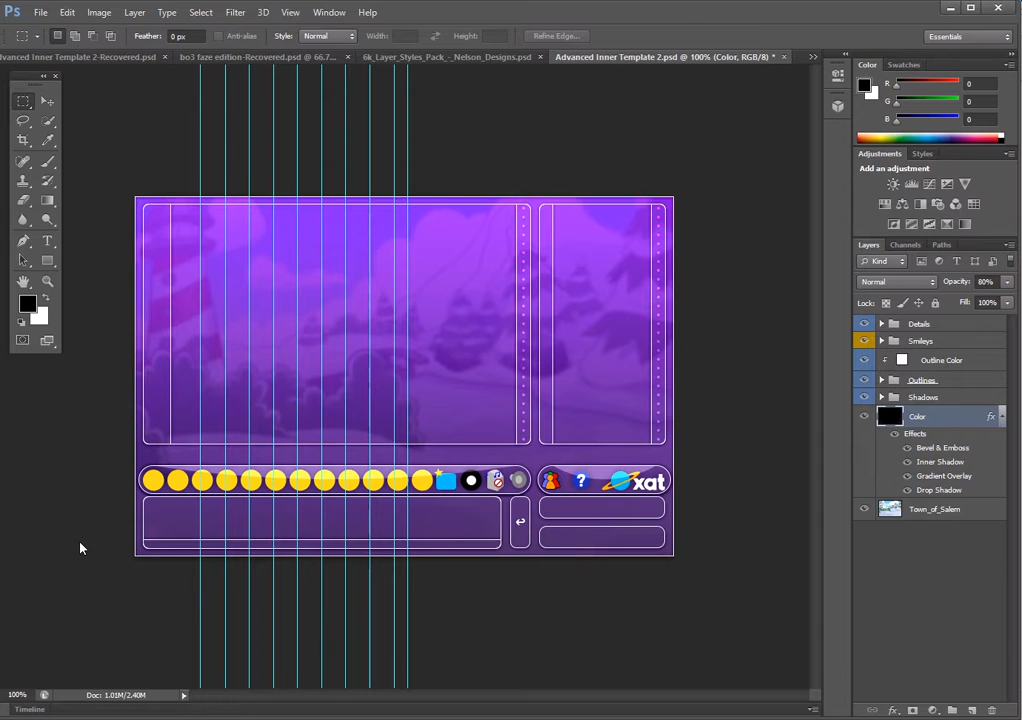 Ps File Edit Image Layer Type Select Filter 3D View Window Help
Feather: 0 px Anti-alias Style: Normal Width: Height: Refine Edge... Essentials
Advanced Inner Template 2-Recovered.psd × bo3 faze edition-Recovered.psd @ 66.7... × 6k_Layer_Styles_Pack_-_Nelson_Designs.psd × Advanced Inner Template 2.psd @ 100% (Color, RGB/8) * ×
Color Swatches
R 0
G 0
B 0
Adjustments Styles
Add an adjustment
Layers Channels Paths
Kind
Normal Opacity: 80%
Lock: Fill: 100%
Details
Smileys
Outline Color
Outlines
Shadows
Color fx
Effects
Bevel & Emboss
Inner Shadow
Gradient Overlay
Drop Shadow
Town_of_Salem
T
? xat
100% Doc: 1.01M/2.40M
Timeline
fx